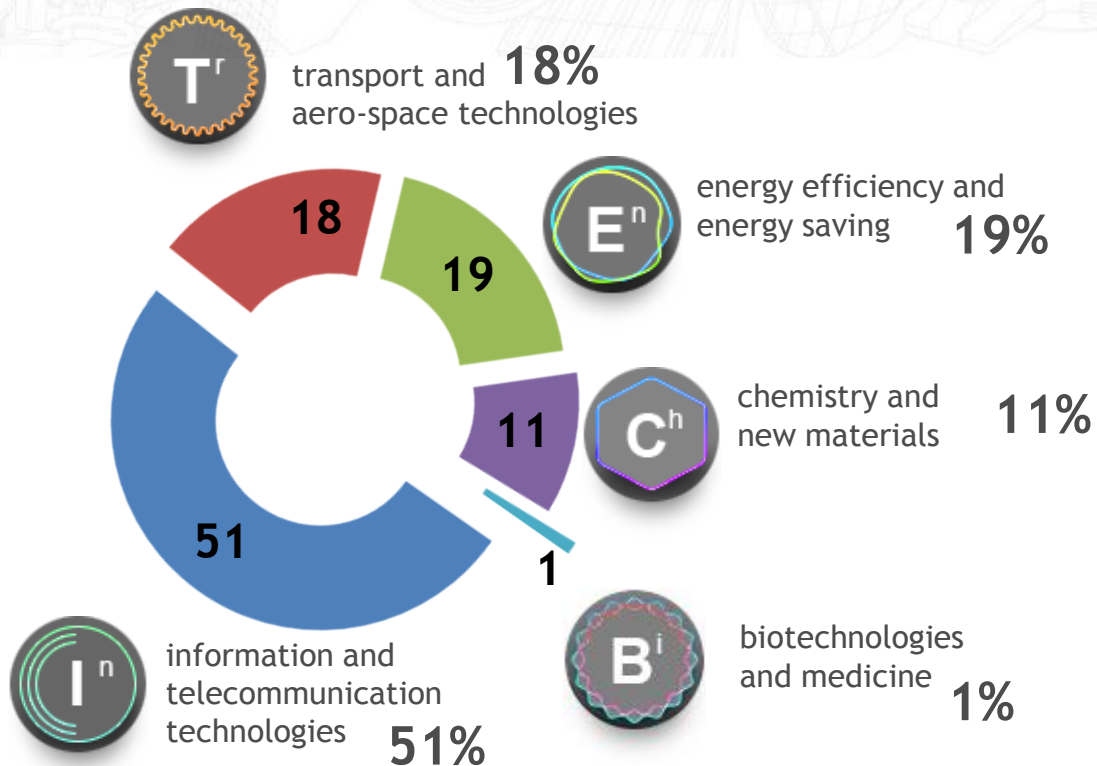 Tr
transport and 18%
aero-space technologies
18
En
energy efficiency and
energy saving 19%
19
Ch
chemistry and
new materials 11%
11
51
1
In
information and
telecommunication
technologies 51%
Bi
biotechnologies
and medicine 1%